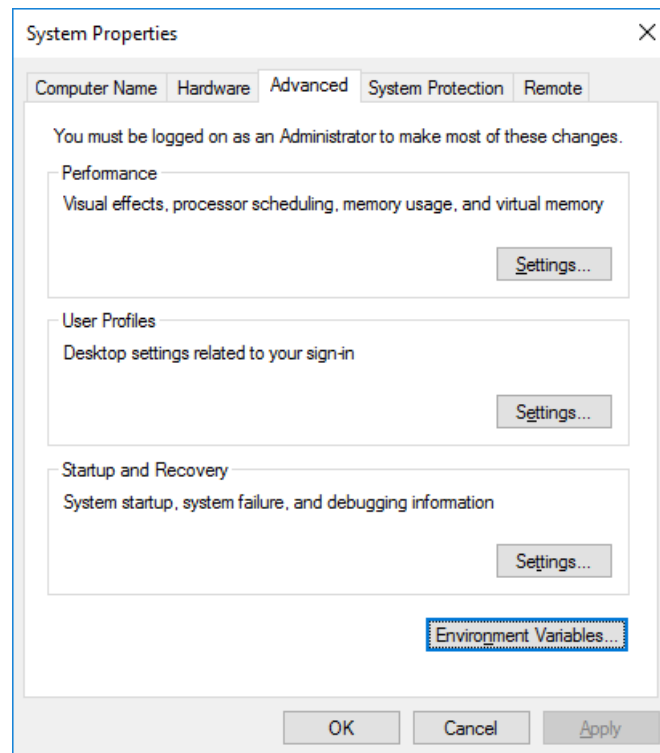 System Properties
Computer Name
Hardware
Advanced
System Protection
Remote
You must be logged on as an Administrator to make most of these changes.
Performance
Visual effects, processor scheduling, memory usage, and virtual memory
Settings...
User Profiles
Desktop settings related to your sign-in
Settings...
Startup and Recovery
System startup, system failure, and debugging information
Settings...
Environment Variables...
OK
Cancel
Apply